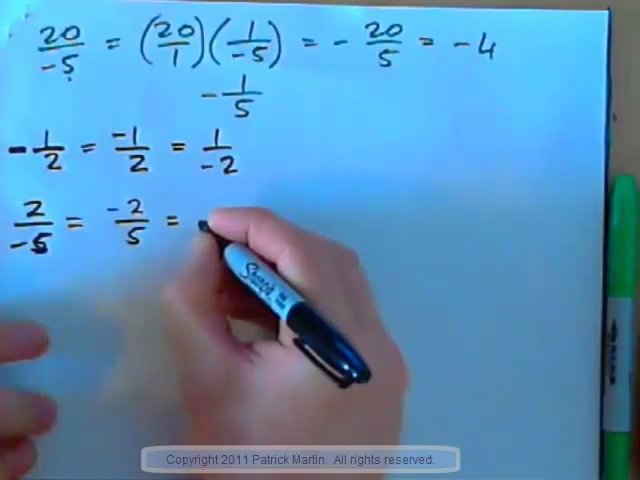 20/-5 = (20/1)(1/-5) = - 20/5 = -4
- 1/5
- 1/2 = -1/2 = 1/-2
2/-5 = -2/5 =
Sharpie
Copyright 2011 Patrick Martin. All rights reserved.